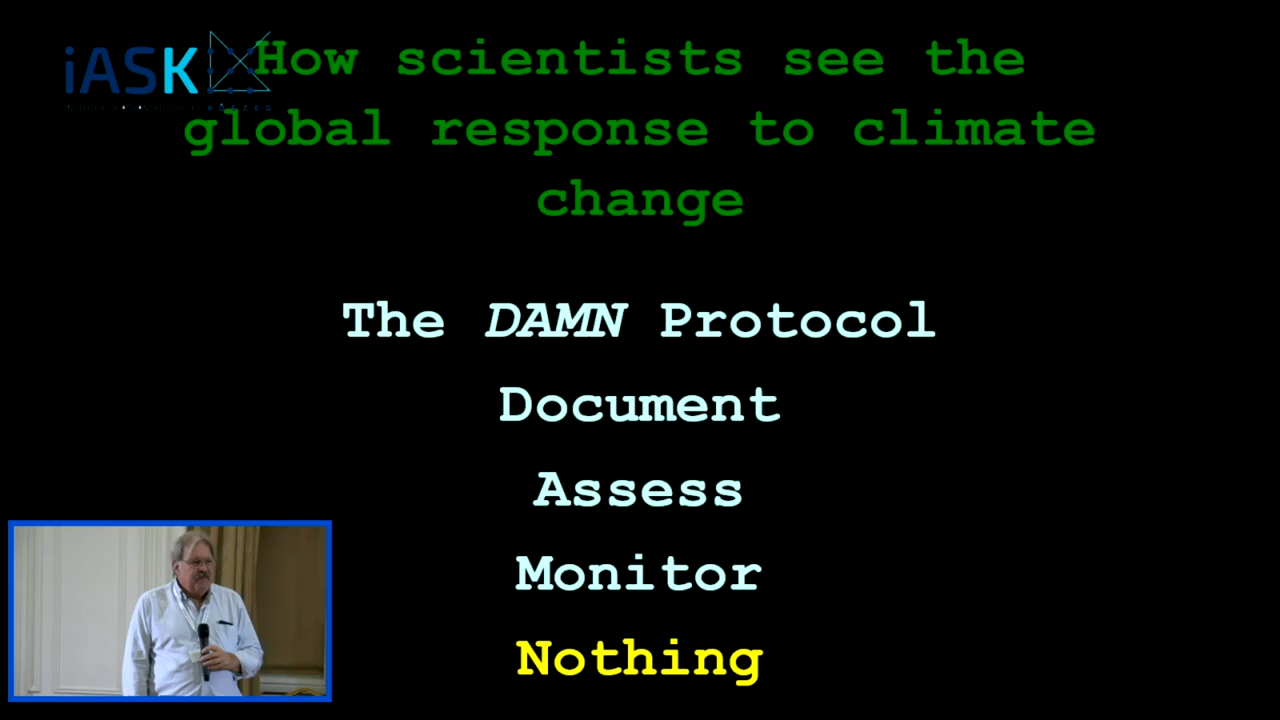 iASK
How scientists see the
global response to climate
change
The DAMN Protocol
Document
Assess
Monitor
Nothing